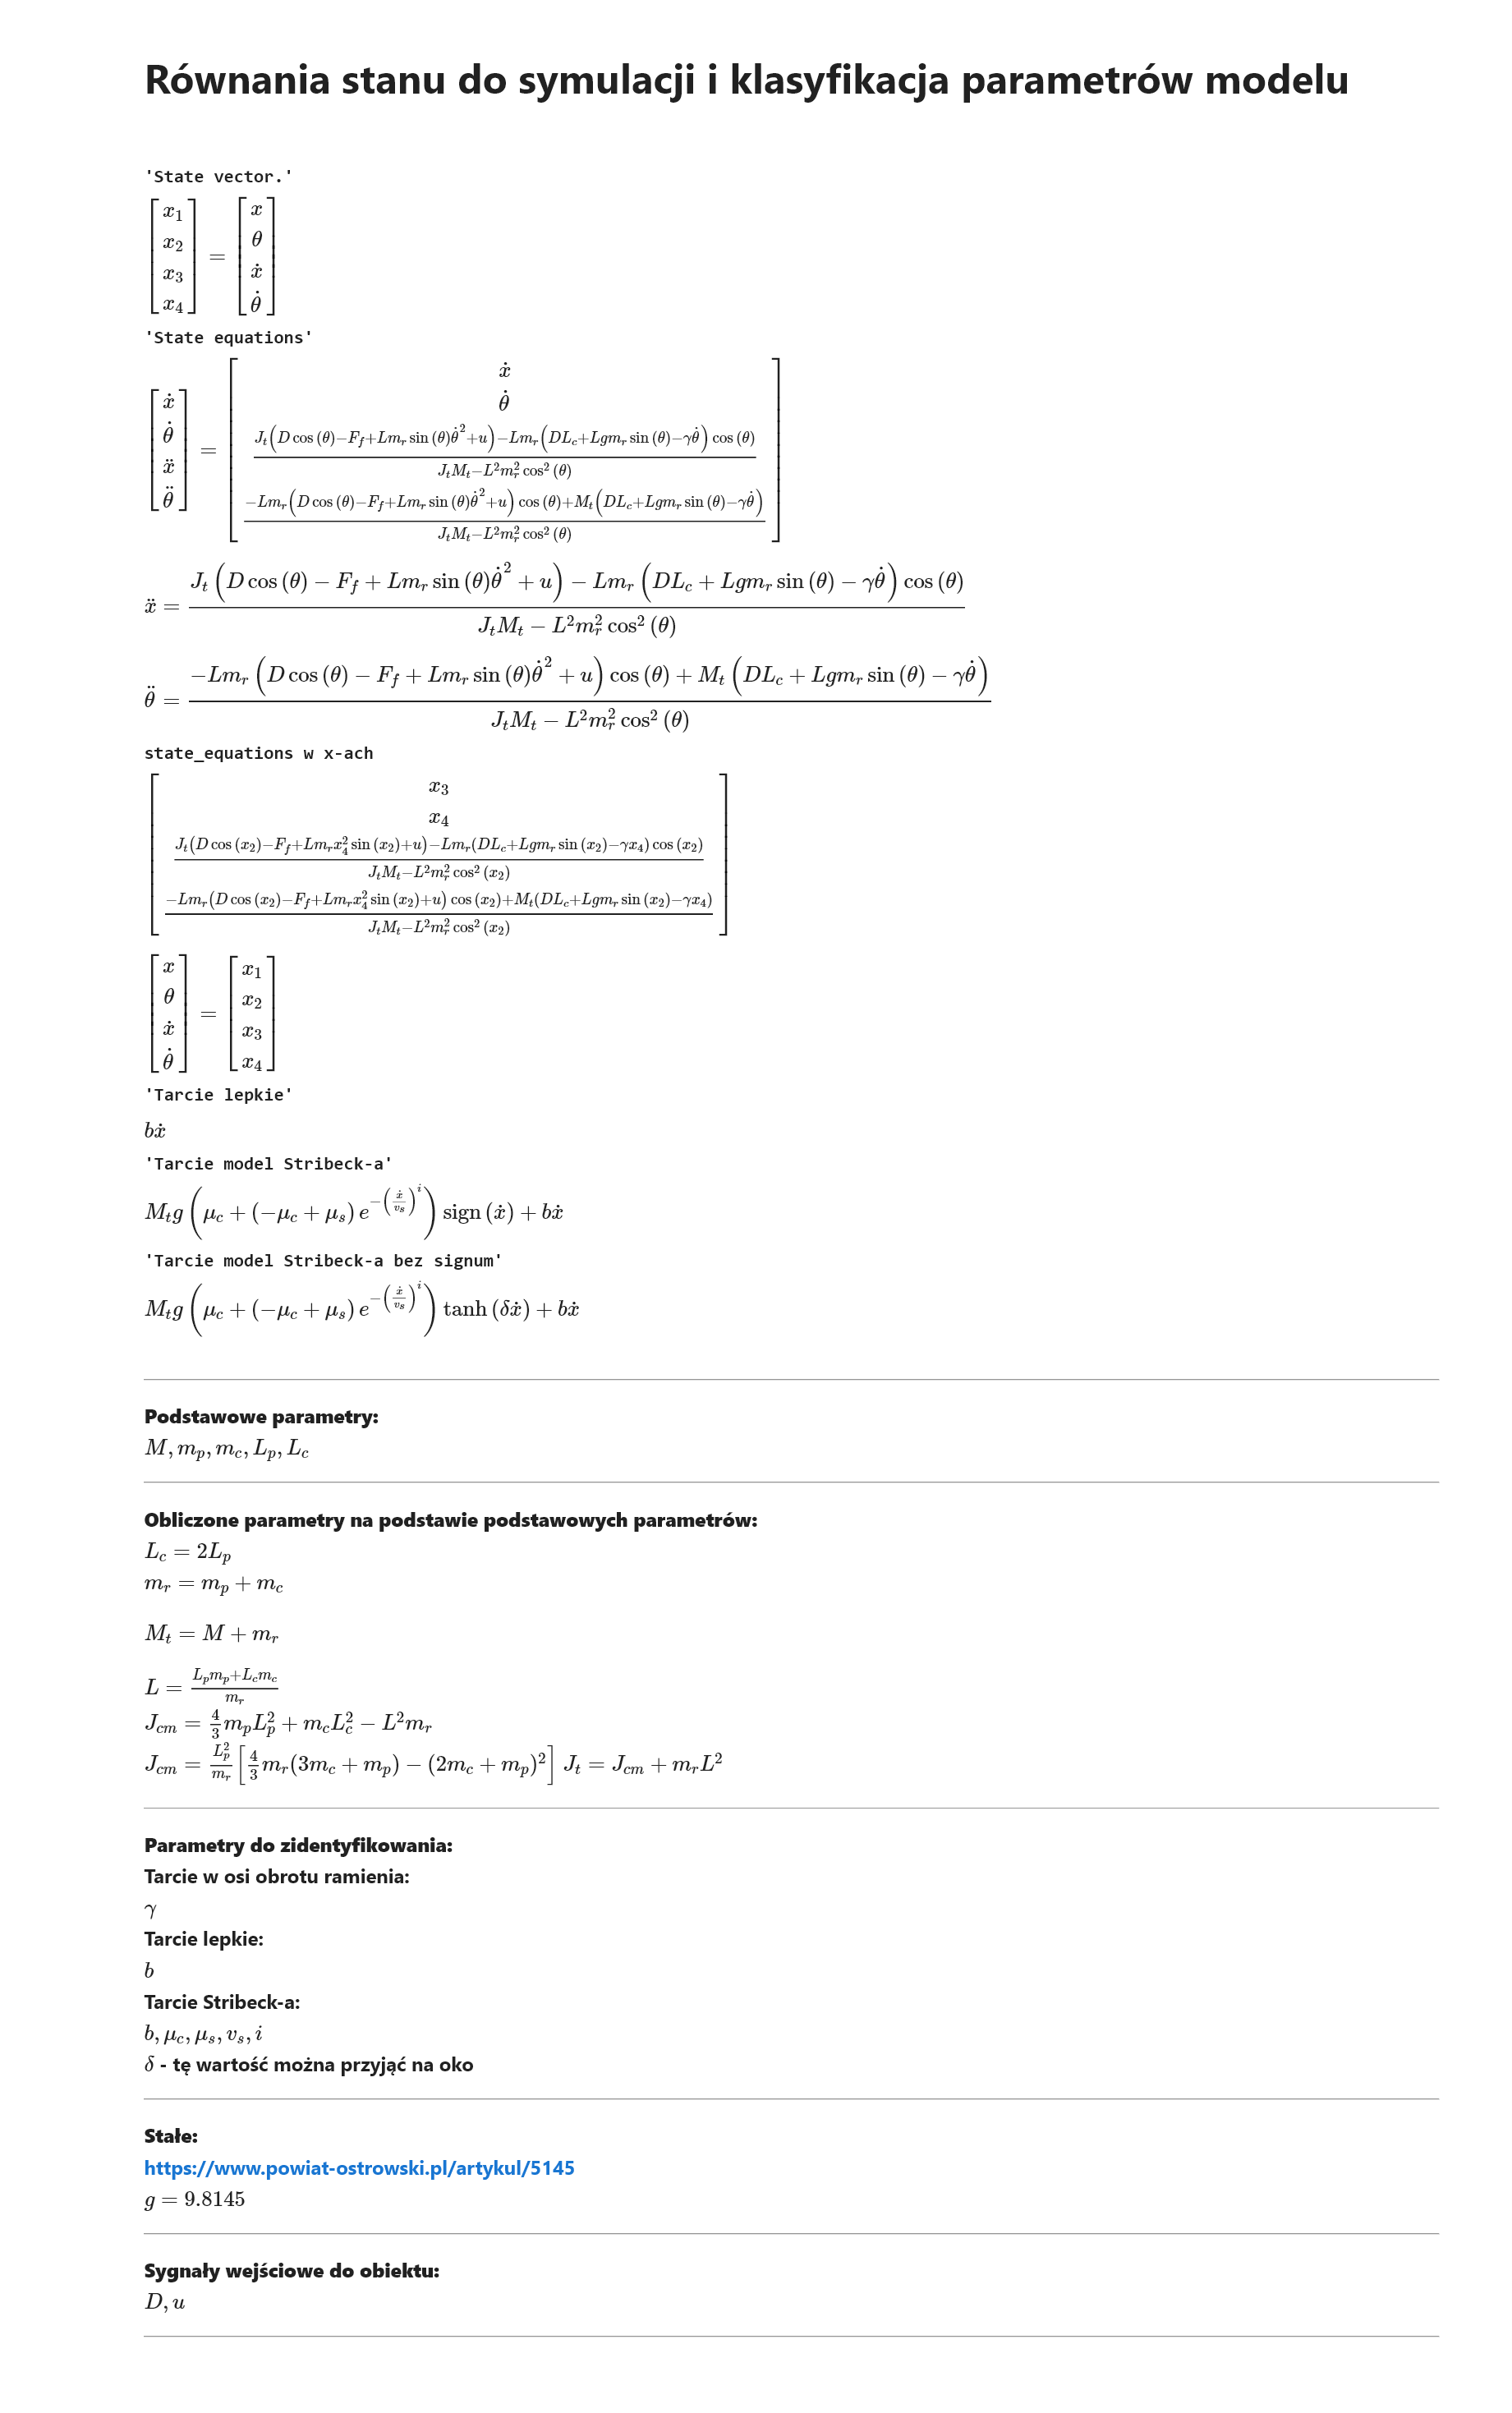 Równania stanu do symulacji i klasyfikacja parametrów modelu
'State vector.'
$\begin{bmatrix} x_1 \\ x_2 \\ x_3 \\ x_4 \end{bmatrix} = \begin{bmatrix} x \\ \theta \\ \dot{x} \\ \dot{\theta} \end{bmatrix}$
'State equations'
$\begin{bmatrix} \dot{x} \\ \dot{\theta} \\ \ddot{x} \\ \ddot{\theta} \end{bmatrix} = \begin{bmatrix} \dot{x} \\ \dot{\theta} \\ \frac{J_t\left(D\cos(\theta)-F_f+Lm_r\sin(\theta)\dot{\theta}^2+u\right)-Lm_r\left(DL_c+Lgm_r\sin(\theta)-\gamma\dot{\theta}\right)\cos(\theta)}{J_tM_t-L^2m_r^2\cos^2(\theta)} \\ \frac{-Lm_r\left(D\cos(\theta)-F_f+Lm_r\sin(\theta)\dot{\theta}^2+u\right)\cos(\theta)+M_t\left(DL_c+Lgm_r\sin(\theta)-\gamma\dot{\theta}\right)}{J_tM_t-L^2m_r^2\cos^2(\theta)} \end{bmatrix}$
$\ddot{x} = \frac{J_t\left(D\cos(\theta)-F_f+Lm_r\sin(\theta)\dot{\theta}^2+u\right)-Lm_r\left(DL_c+Lgm_r\sin(\theta)-\gamma\dot{\theta}\right)\cos(\theta)}{J_tM_t-L^2m_r^2\cos^2(\theta)}$
$\ddot{\theta} = \frac{-Lm_r\left(D\cos(\theta)-F_f+Lm_r\sin(\theta)\dot{\theta}^2+u\right)\cos(\theta)+M_t\left(DL_c+Lgm_r\sin(\theta)-\gamma\dot{\theta}\right)}{J_tM_t-L^2m_r^2\cos^2(\theta)}$
state_equations w x-ach
$\begin{bmatrix} x_3 \\ x_4 \\ \frac{J_t\left(D\cos(x_2)-F_f+Lm_rx_4^2\sin(x_2)+u\right)-Lm_r(DL_c+Lgm_r\sin(x_2)-\gamma x_4)\cos(x_2)}{J_tM_t-L^2m_r^2\cos^2(x_2)} \\ \frac{-Lm_r\left(D\cos(x_2)-F_f+Lm_rx_4^2\sin(x_2)+u\right)\cos(x_2)+M_t(DL_c+Lgm_r\sin(x_2)-\gamma x_4)}{J_tM_t-L^2m_r^2\cos^2(x_2)} \end{bmatrix}$
$\begin{bmatrix} x \\ \theta \\ \dot{x} \\ \dot{\theta} \end{bmatrix} = \begin{bmatrix} x_1 \\ x_2 \\ x_3 \\ x_4 \end{bmatrix}$
'Tarcie lepkie'
$b\dot{x}$
'Tarcie model Stribeck-a'
$M_tg\left(\mu_c+(-\mu_c+\mu_s)e^{-\left(\frac{\dot{x}}{v_s}\right)^i}\right)\text{sign}(\dot{x})+b\dot{x}$
'Tarcie model Stribeck-a bez signum'
$M_tg\left(\mu_c+(-\mu_c+\mu_s)e^{-\left(\frac{\dot{x}}{v_s}\right)^i}\right)\tanh(\delta\dot{x})+b\dot{x}$
Podstawowe parametry:
$M, m_p, m_c, L_p, L_c$
Obliczone parametry na podstawie podstawowych parametrów:
$L_c = 2L_p$
$m_r = m_p + m_c$
$M_t = M + m_r$
$L = \frac{L_pm_p+L_cm_c}{m_r}$
$J_{cm} = \frac{4}{3}m_pL_p^2 + m_cL_c^2 - L^2m_r$
$J_{cm} = \frac{L_p^2}{m_r}\left[\frac{4}{3}m_r(3m_c+m_p)-(2m_c+m_p)^2\right] J_t = J_{cm} + m_rL^2$
Parametry do zidentyfikowania:
Tarcie w osi obrotu ramienia:
$\gamma$
Tarcie lepkie:
$b$
Tarcie Stribeck-a:
$b, \mu_c, \mu_s, v_s, i$
$\delta$ - tę wartość można przyjąć na oko
Stałe:
https://www.powiat-ostrowski.pl/artykul/5145
$g = 9.8145$
Sygnały wejściowe do obiektu:
$D, u$